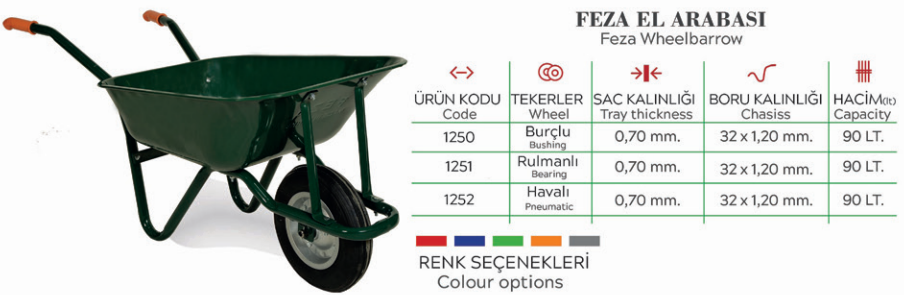 FEZA EL ARABASI
Feza Wheelbarrow
ÜRÜN KODU TEKERLER SAC KALINLIĞI BORU KALINLIĞI HACİM(lt)
Code Wheel Tray thickness Chasiss Capacity
1250 Burçlu 0,70 mm. 32 x 1,20 mm. 90 LT.
Bushing
1251 Rulmanlı 0,70 mm. 32 x 1,20 mm. 90 LT.
Bearing
1252 Havalı 0,70 mm. 32 x 1,20 mm. 90 LT.
Pneumatic
RENK SEÇENEKLERİ
Colour options